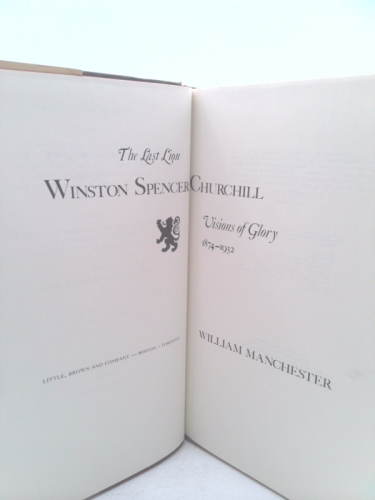 The Last Lion
WINSTON SPENCER CHURCHILL
Visions of Glory
1874–1932
WILLIAM MANCHESTER
LITTLE, BROWN AND COMPANY — BOSTON · TORONTO